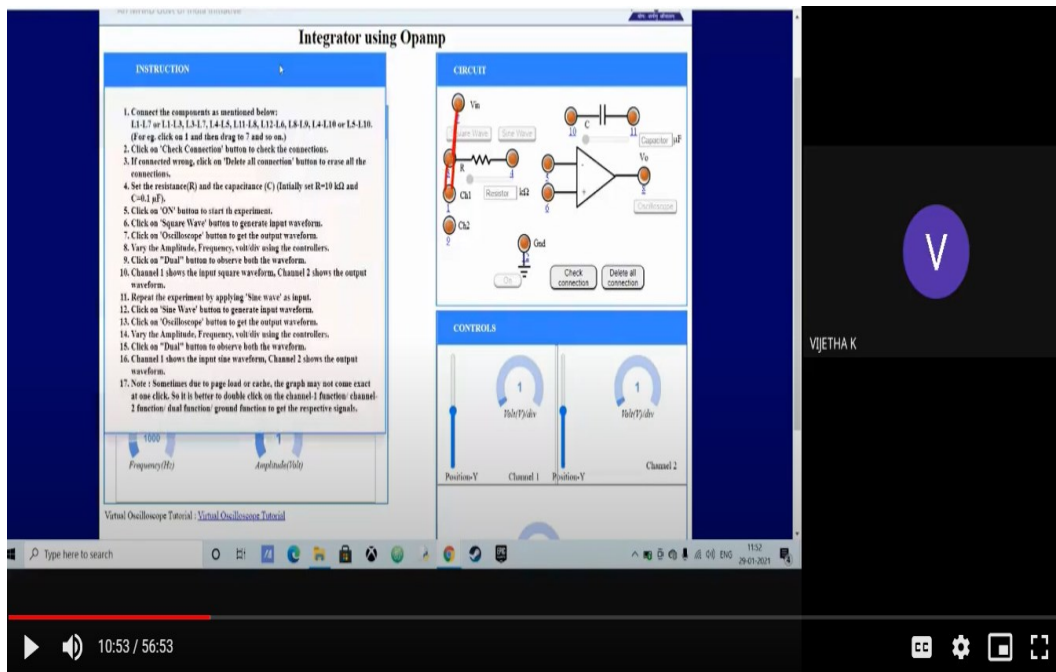 Integrator using Opamp
INSTRUCTION
1. Connect the components as mentioned below:
L1-L7 or L1-L3, L3-L7, L4-L5, L11-L8, L12-L6, L8-L9, L4-L10 or L5-L10.
(For eg. click on 1 and then drag to 7 and so on.)
2. Click on 'Check Connection' button to check the connections.
3. If connected wrong, click on 'Delete all connection' button to erase all the
connections.
4. Set the resistance(R) and the capacitance (C) (Intially set R=10 kΩ and
C=0.1 μF).
5. Click on 'ON' button to start th experiment.
6. Click on 'Square Wave' button to generate input waveform.
7. Click on 'Oscilloscope' button to get the output waveform.
8. Vary the Amplitude, Frequency, volt/div using the controllers.
9. Click on "Dual" button to observe both the waveform.
10. Channel 1 shows the input square waveform, Channel 2 shows the output
waveform.
11. Repeat the experiment by applying 'Sine wave' as input.
12. Click on 'Sine Wave' button to generate input waveform.
13. Click on 'Oscilloscope' button to get the output waveform.
14. Vary the Amplitude, Frequency, volt/div using the controllers.
15. Click on "Dual" button to observe both the waveform.
16. Channel 1 shows the input sine waveform, Channel 2 shows the output
waveform.
17. Note : Sometimes due to page load or cache, the graph may not come exact
at one click. So it is better to double click on the channel-1 function/ channel-
2 function/ dual function/ ground function to get the respective signals.
1000
1
Frequency(Hz)
Amplitude(Volt)
Virtual Oscilloscope Tutorial : Virtual Oscilloscope Tutorial
CIRCUIT
Vin
Square Wave
Sine Wave
10
C
11
Capacitor
μF
R
4
Resistor
kΩ
Vo
8
Oscilloscope
-
+
6
Ch1
1
Ch2
9
Gnd
On
Check connection
Delete all connection
CONTROLS
1
Volt(V)/div
1
Volt(V)/div
Position-Y
Channel 1
Position-Y
Channel 2
V
VIJETHA K
Type here to search
ENG
11:52
29-01-2021
10:53 / 56:53
CC